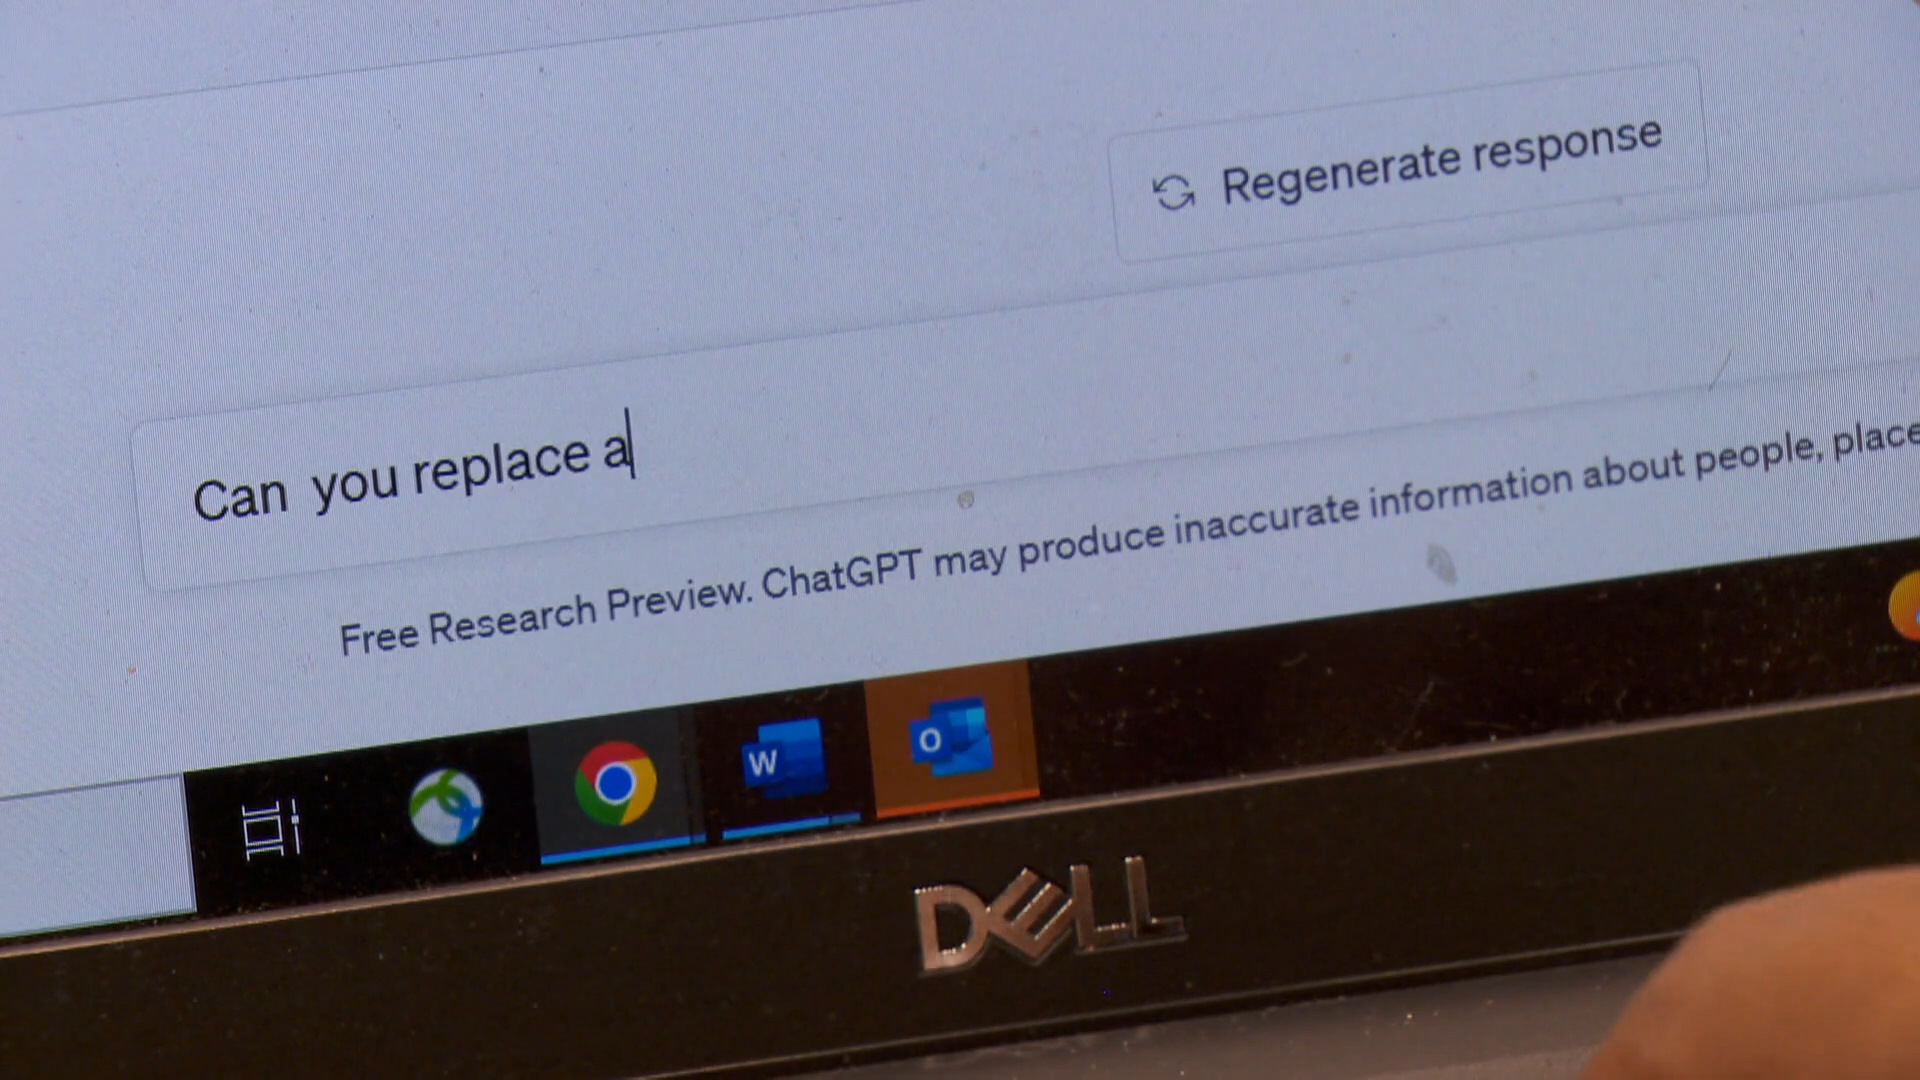 Regenerate response
Can you replace a
Free Research Preview. ChatGPT may produce inaccurate information about people, place
W
O
DELL